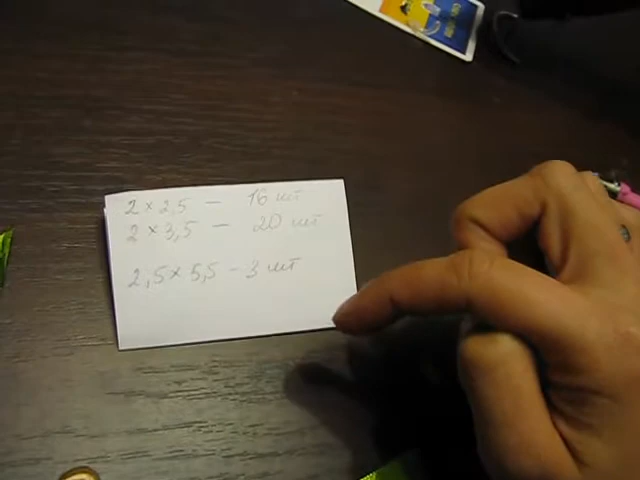 2 × 2,5 — 16 шт
2 × 3,5 — 20 шт
2,5 × 5,5 – 3 шт